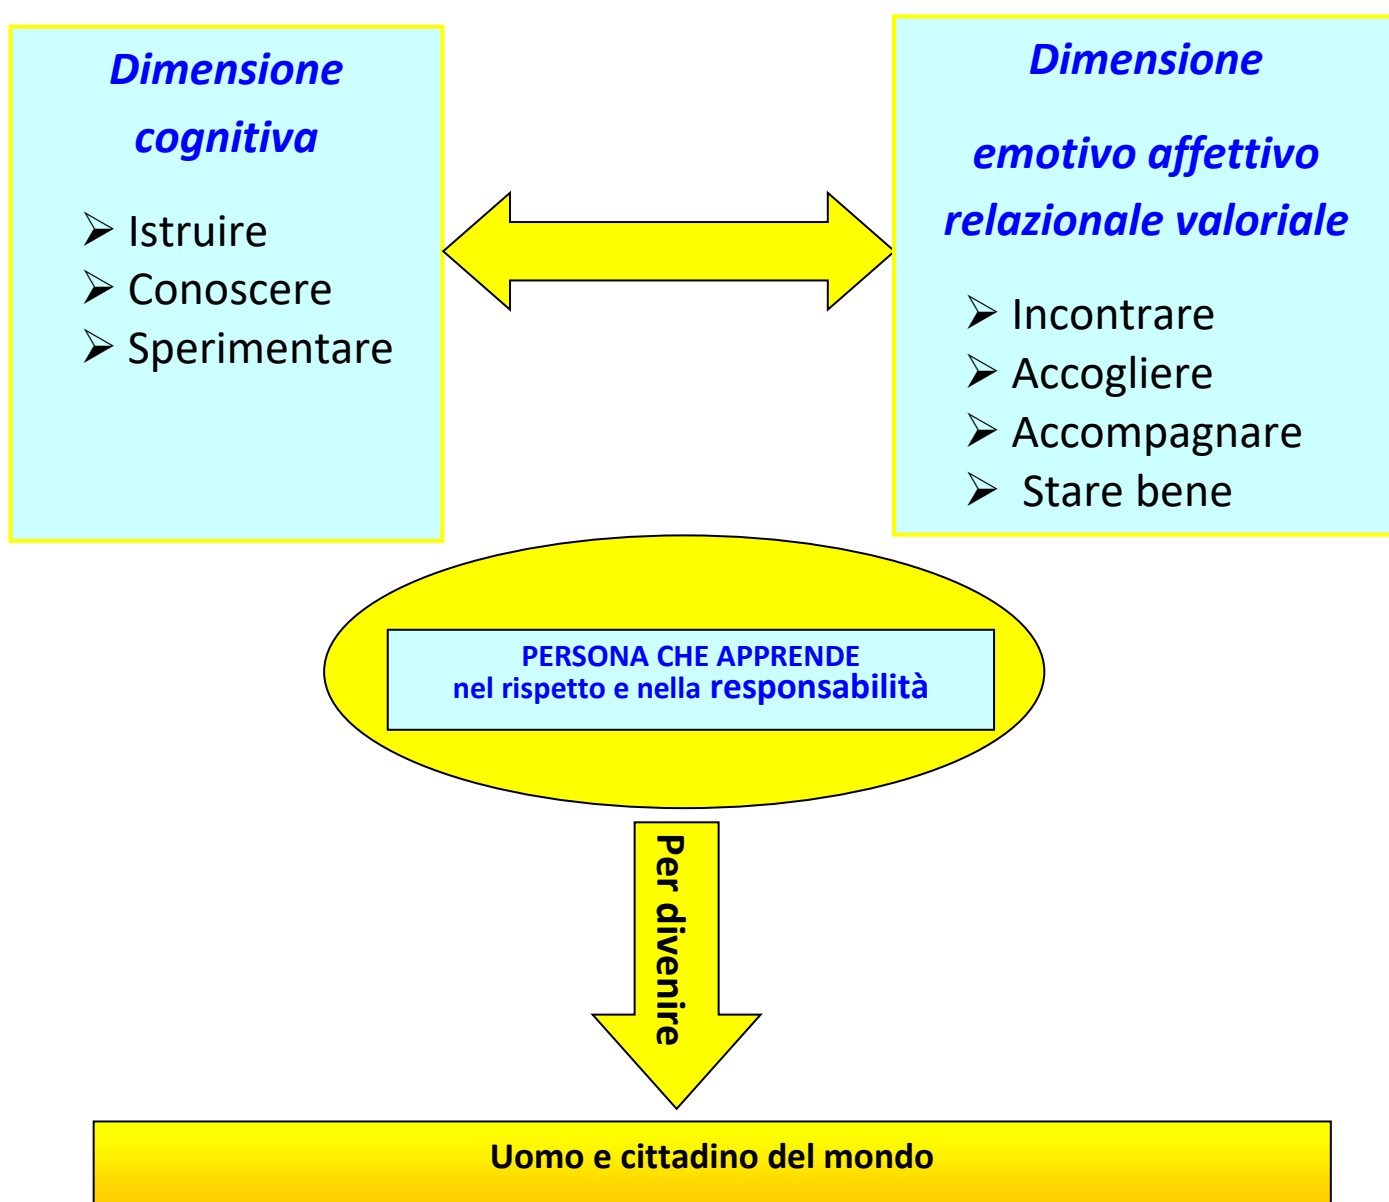 Dimensione
cognitiva
➢ Istruire
➢ Conoscere
➢ Sperimentare
Dimensione
emotivo affettivo
relazionale valoriale
➢ Incontrare
➢ Accogliere
➢ Accompagnare
➢ Stare bene
PERSONA CHE APPRENDE
nel rispetto e nella responsabilità
Per divenire
Uomo e cittadino del mondo